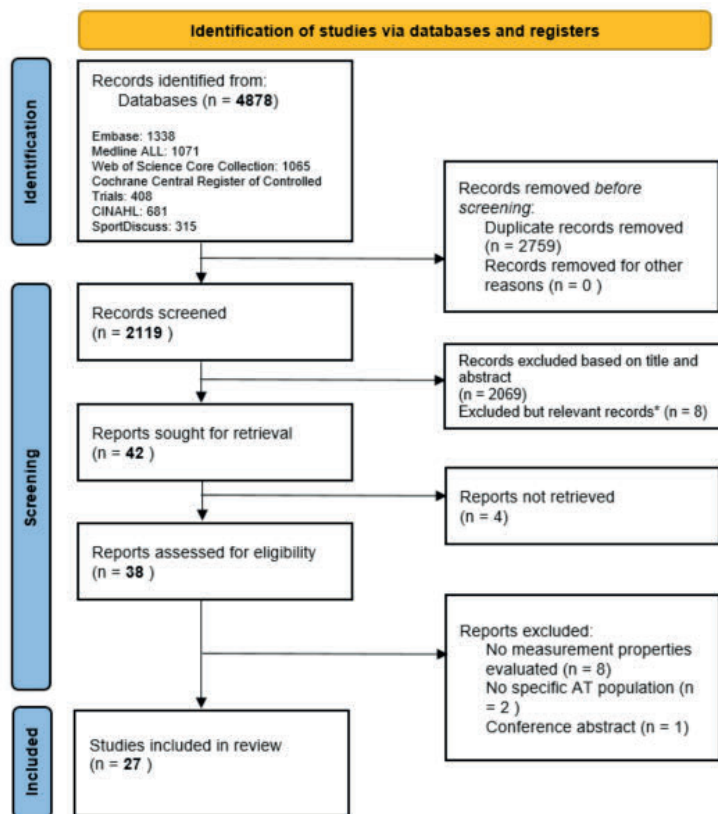 Identification of studies via databases and registers
Identification
Records identified from:
Databases (n = 4878)
Embase: 1338
Medline ALL: 1071
Web of Science Core Collection: 1065
Cochrane Central Register of Controlled
Trials: 408
CINAHL: 681
SportDiscuss: 315
Records removed before
screening:
Duplicate records removed
(n = 2759)
Records removed for other
reasons (n = 0 )
Screening
Records screened
(n = 2119 )
Records excluded based on title and
abstract
(n = 2069)
Excluded but relevant records* (n = 8)
Reports sought for retrieval
(n = 42 )
Reports not retrieved
(n = 4)
Reports assessed for eligibility
(n = 38 )
Reports excluded:
No measurement properties
evaluated (n = 8)
No specific AT population (n
= 2 )
Conference abstract (n = 1)
Included
Studies included in review
(n = 27 )